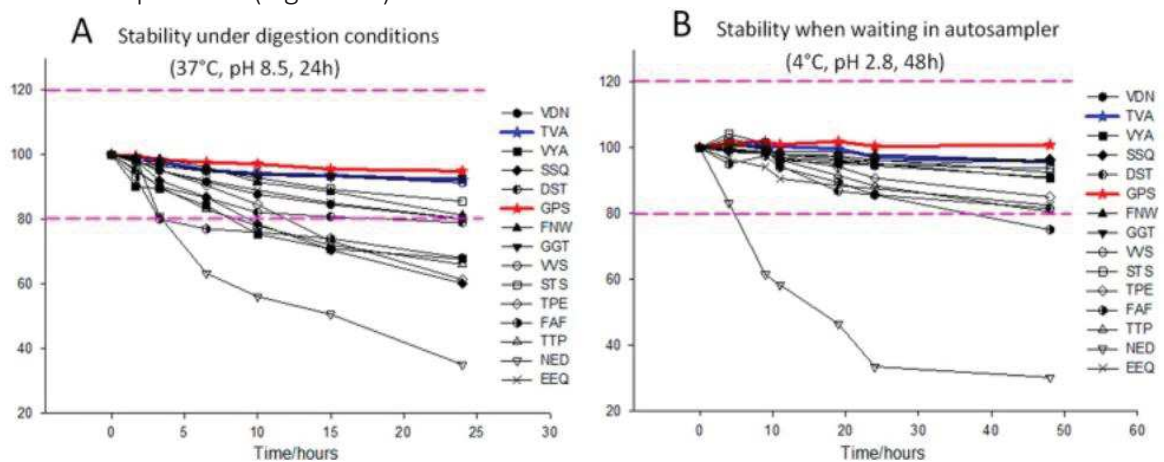 A Stability under digestion conditions
(37°C, pH 8.5, 24h)
120
100
80
60
40
20
0 5 10 15 20 25 30
Time/hours
VDN
TVA
VYA
SSQ
DST
GPS
FNW
GGT
VVS
STS
TPE
FAF
TTP
NED
EEQ
B Stability when waiting in autosampler
(4°C, pH 2.8, 48h)
120
100
80
60
40
20
0 10 20 30 40 50 60
Time/hours
VDN
TVA
VYA
SSQ
DST
GPS
FNW
GGT
VVS
STS
TPE
FAF
TTP
NED
EEQ